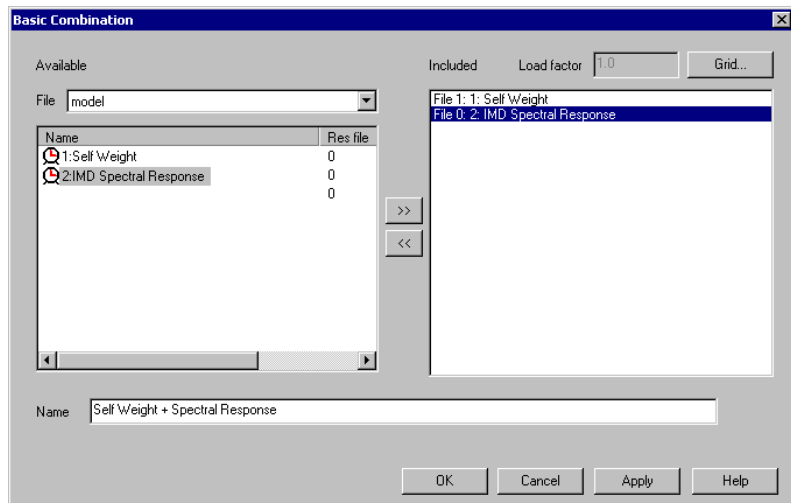 Basic Combination
Available
Included Load factor 1.0 Grid...
File model
Name Res file
1:Self Weight 0
2:IMD Spectral Response 0
0
File 1: 1: Self Weight
File 0: 2: IMD Spectral Response
>>
<<
Name Self Weight + Spectral Response
OK Cancel Apply Help